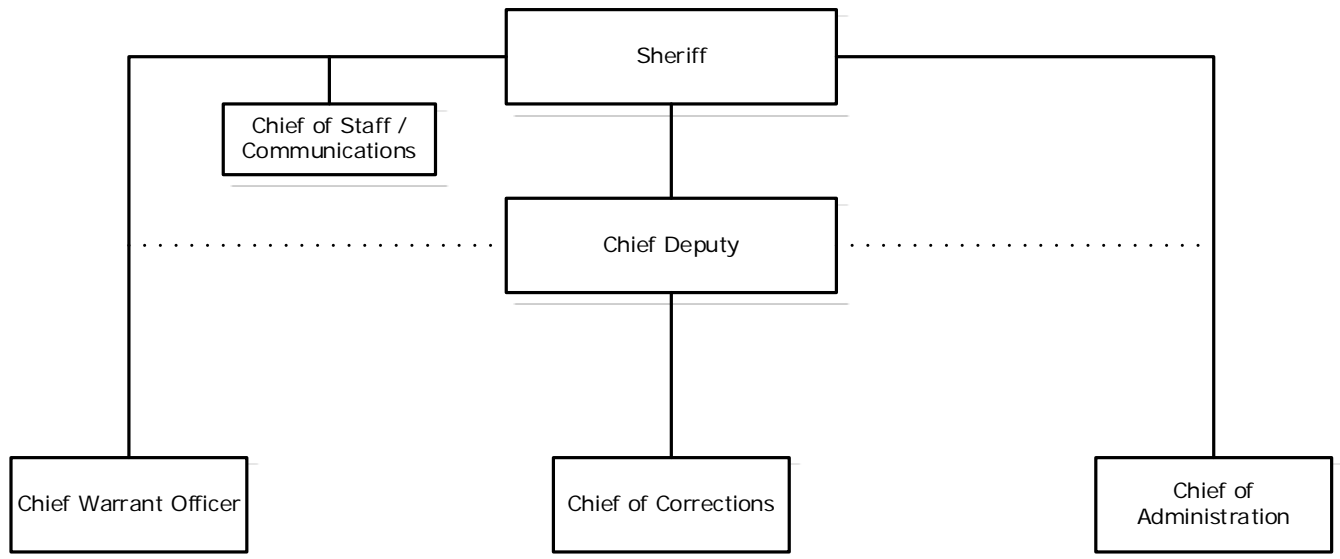 Sheriff
Chief of Staff /
Communications
Chief Deputy
Chief Warrant Officer
Chief of Corrections
Chief of
Administration